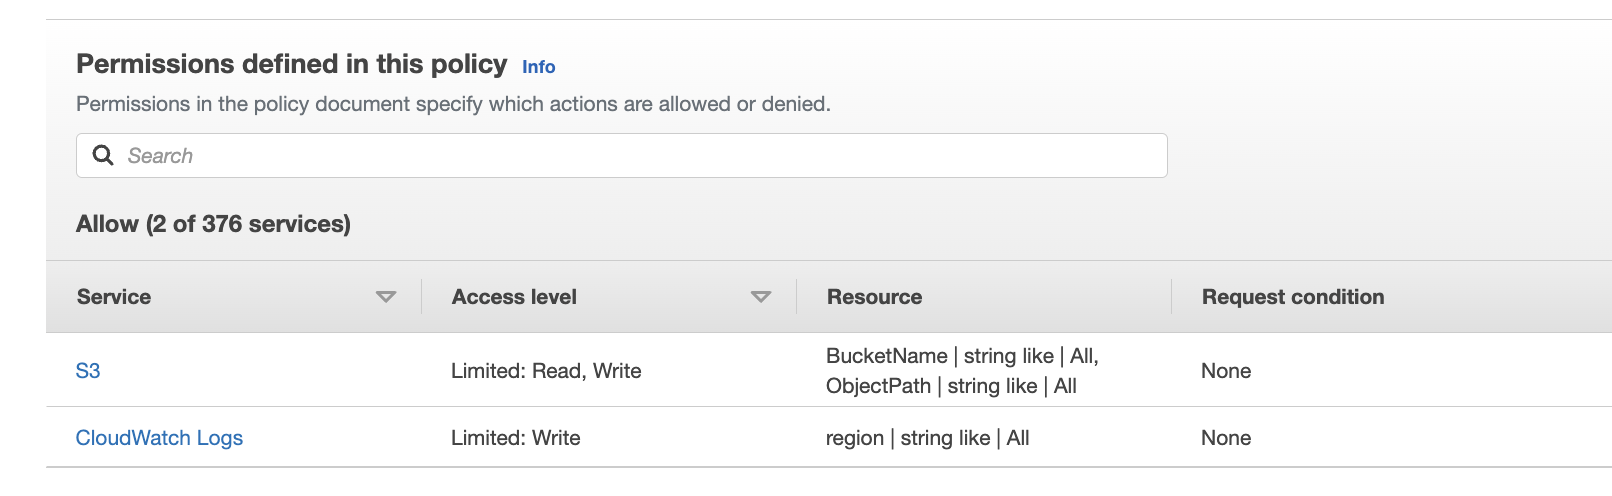 Permissions defined in this policy Info
Permissions in the policy document specify which actions are allowed or denied.
Search
Allow (2 of 376 services)
Service Access level Resource Request condition
S3 Limited: Read, Write BucketName | string like | All, ObjectPath | string like | All None
CloudWatch Logs Limited: Write region | string like | All None